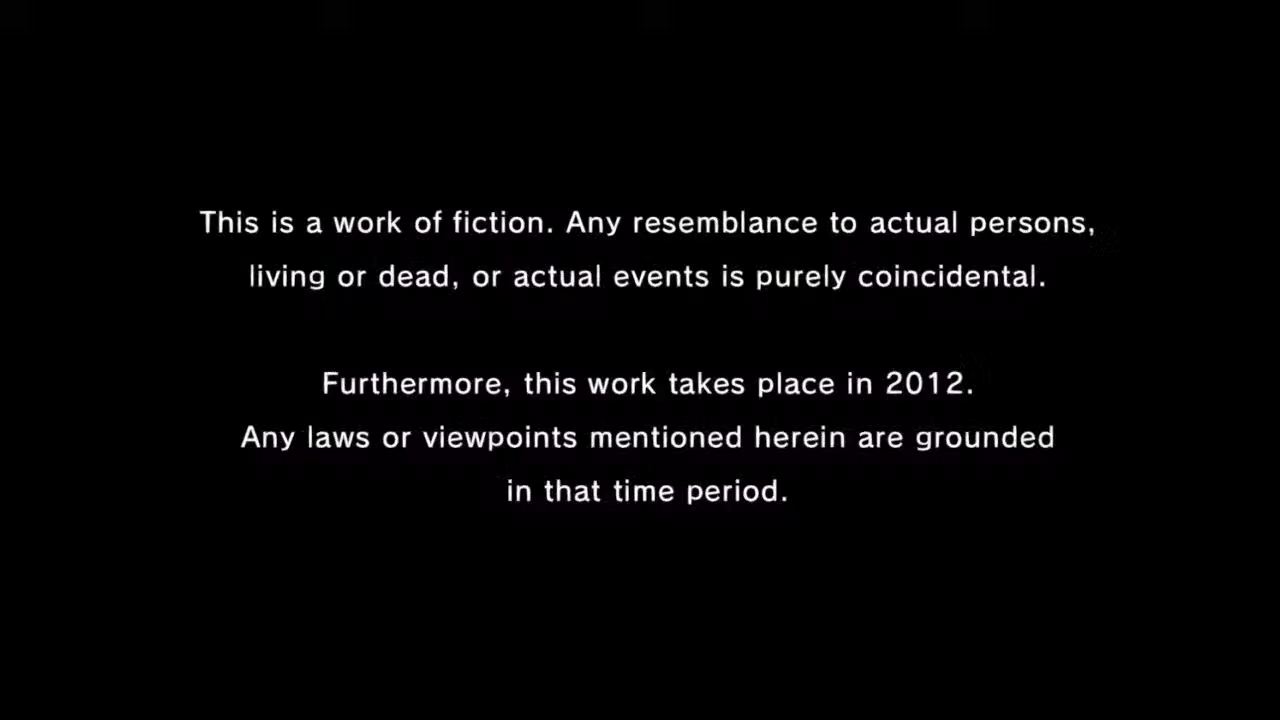 This is a work of fiction. Any resemblance to actual persons,
living or dead, or actual events is purely coincidental.
Furthermore, this work takes place in 2012.
Any laws or viewpoints mentioned herein are grounded
in that time period.